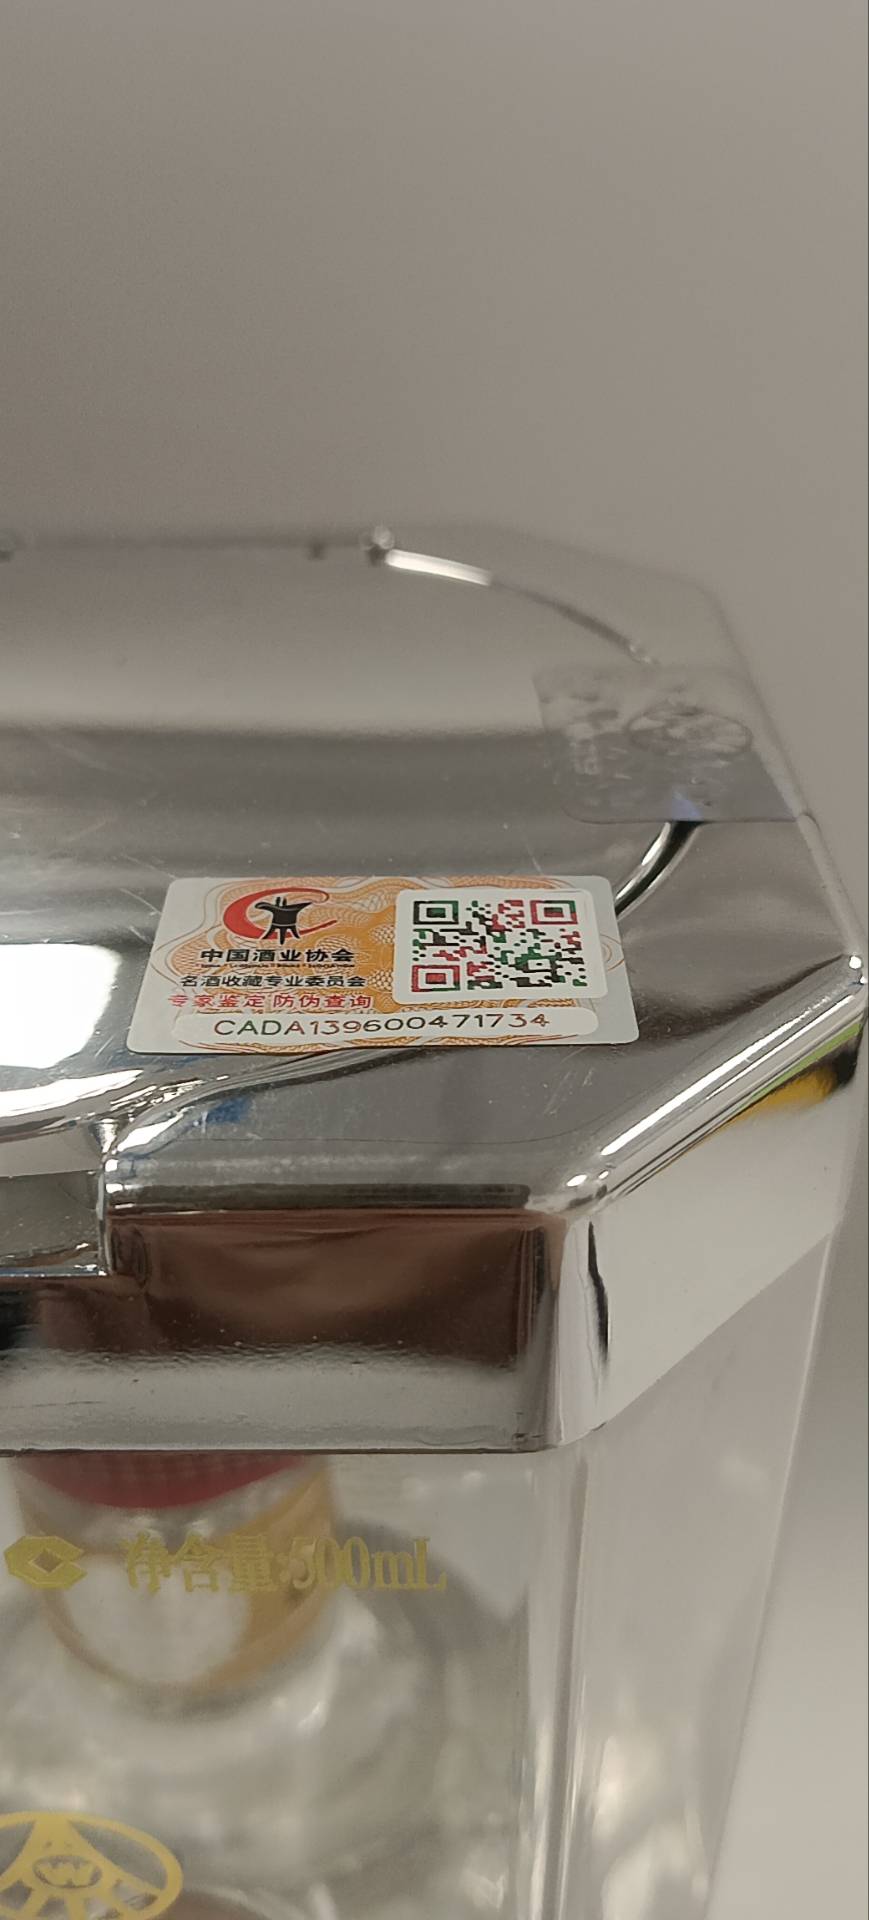 中国酒业协会
名酒收藏专业委员会
专家鉴定防伪查询
CADA139600471734
净含量:500mL
W